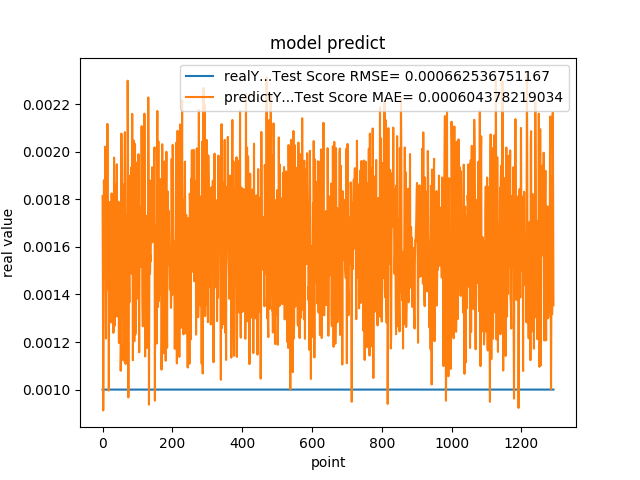 model predict
realY...Test Score RMSE= 0.000662536751167
predictY...Test Score MAE= 0.000604378219034
real value
0.0022
0.0020
0.0018
0.0016
0.0014
0.0012
0.0010
0 200 400 600 800 1000 1200
point